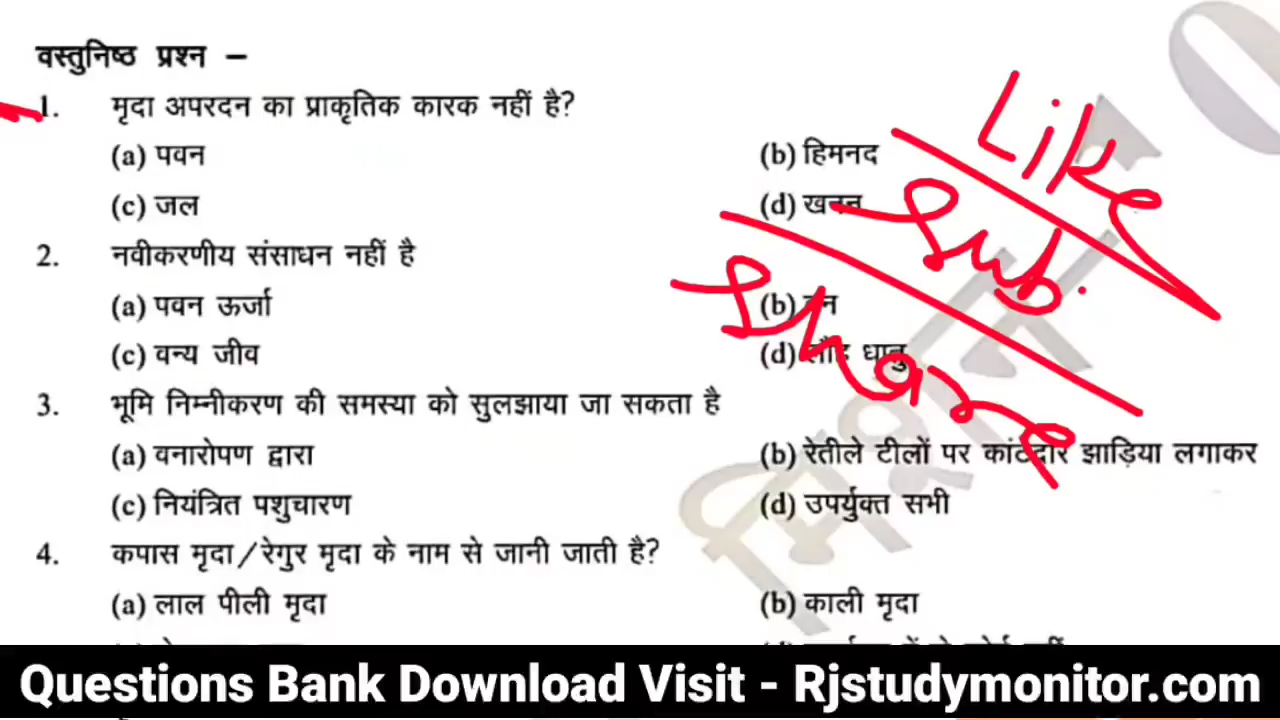 वस्तुनिष्ठ प्रश्न –
1. मृदा अपरदन का प्राकृतिक कारक नहीं है?
(a) पवन (b) हिमनद
(c) जल (d) खनन
2. नवीकरणीय संसाधन नहीं है
(a) पवन ऊर्जा (b) वन
(c) वन्य जीव (d) लौह धातु
3. भूमि निम्नीकरण की समस्या को सुलझाया जा सकता है
(a) वनारोपण द्वारा (b) रेतीले टीलों पर कांटेदार झाड़िया लगाकर
(c) नियंत्रित पशुचारण (d) उपर्युक्त सभी
4. कपास मृदा/रेगुर मृदा के नाम से जानी जाती है?
(a) लाल पीली मृदा (b) काली मृदा
Like
Sub.
Share
Questions Bank Download Visit - Rjstudymonitor.com